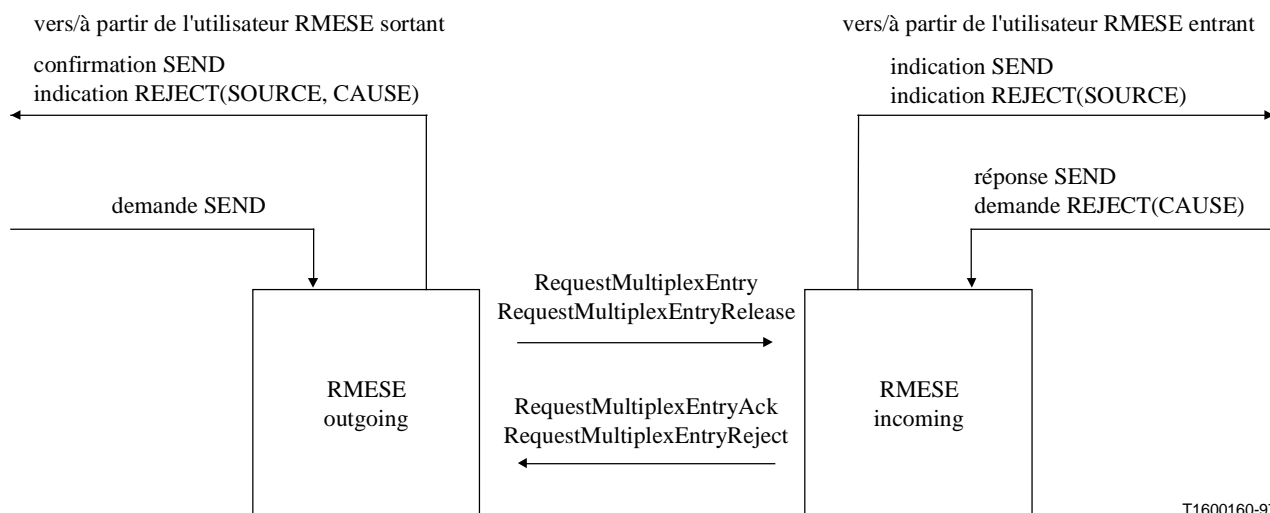 vers/à partir de l'utilisateur RMESE sortant
confirmation SEND
indication REJECT(SOURCE, CAUSE)
demande SEND
vers/à partir de l'utilisateur RMESE entrant
indication SEND
indication REJECT(SOURCE)
réponse SEND
demande REJECT(CAUSE)
RequestMultiplexEntry
RequestMultiplexEntryRelease
RMESE
outgoing
RequestMultiplexEntryAck
RequestMultiplexEntryReject
RMESE
incoming
T1600160-97